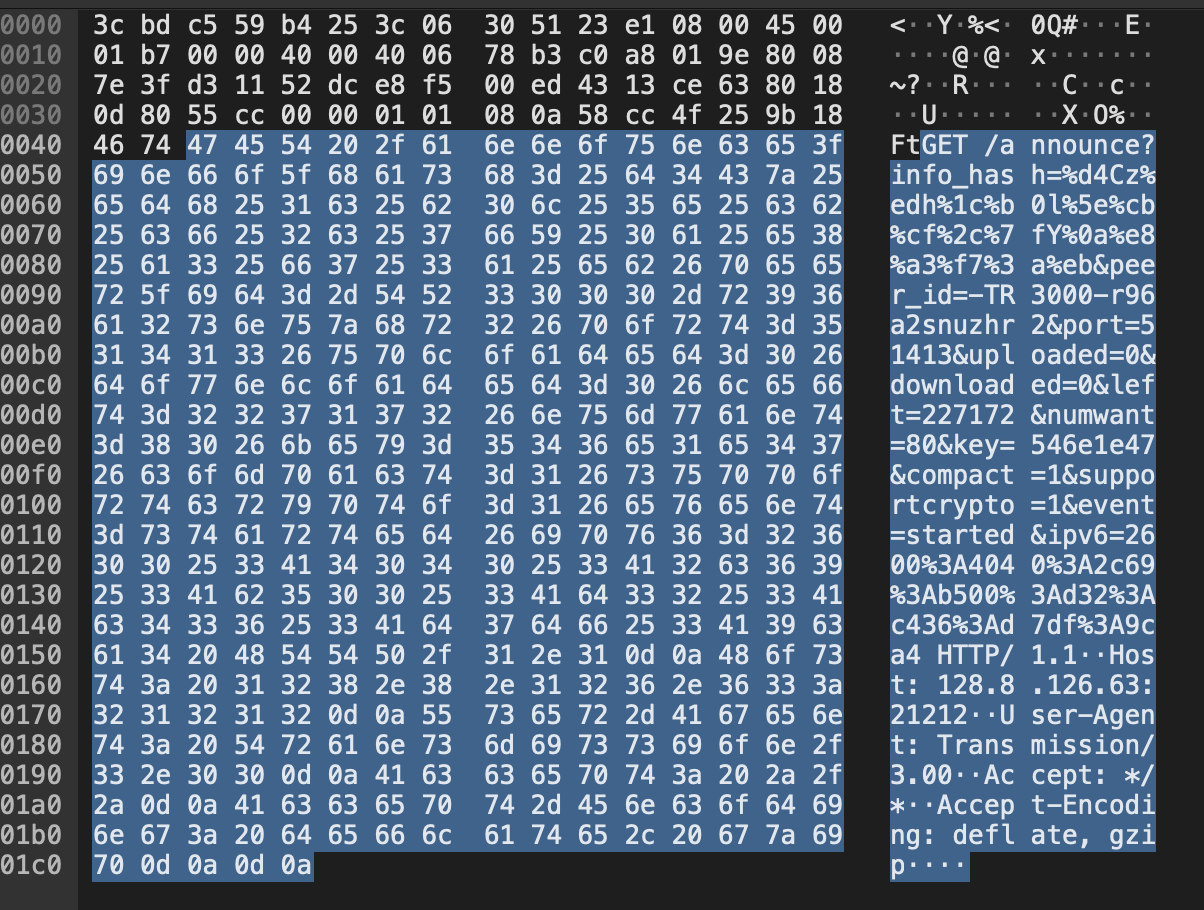 0000 3c bd c5 59 b4 25 3c 06 30 51 23 e1 08 00 45 00 <··Y·%<· 0Q#···E·
0010 01 b7 00 00 40 00 40 06 78 b3 c0 a8 01 9e 80 08 ····@·@· x·······
0020 7e 3f d3 11 52 dc e8 f5 00 ed 43 13 ce 63 80 18 ~?··R··· ··C··c··
0030 0d 80 55 cc 00 00 01 01 08 0a 58 cc 4f 25 9b 18 ··U····· ··X·O%··
0040 46 74 47 45 54 20 2f 61 6e 6e 6f 75 6e 63 65 3f FtGET /a nnounce?
0050 69 6e 66 6f 5f 68 61 73 68 3d 25 64 34 43 7a 25 info_has h=%d4Cz%
0060 65 64 68 25 31 63 25 62 30 6c 25 35 65 25 63 62 edh%1c%b 0l%5e%cb
0070 25 63 66 25 32 63 25 37 66 59 25 30 61 25 65 38 %cf%2c%7 fY%0a%e8
0080 25 61 33 25 66 37 25 33 61 25 65 62 26 70 65 65 %a3%f7%3 a%eb&pee
0090 72 5f 69 64 3d 2d 54 52 33 30 30 30 2d 72 39 36 r_id=-TR 3000-r96
00a0 61 32 73 6e 75 7a 68 72 32 26 70 6f 72 74 3d 35 a2snuzhr 2&port=5
00b0 31 34 31 33 26 75 70 6c 6f 61 64 65 64 3d 30 26 1413&upl oaded=0&
00c0 64 6f 77 6e 6c 6f 61 64 65 64 3d 30 26 6c 65 66 download ed=0&lef
00d0 74 3d 32 32 37 31 37 32 26 6e 75 6d 77 61 6e 74 t=227172 &numwant
00e0 3d 38 30 26 6b 65 79 3d 35 34 36 65 31 65 34 37 =80&key= 546e1e47
00f0 26 63 6f 6d 70 61 63 74 3d 31 26 73 75 70 70 6f &compact =1&suppo
0100 72 74 63 72 79 70 74 6f 3d 31 26 65 76 65 6e 74 rtcrypto =1&event
0110 3d 73 74 61 72 74 65 64 26 69 70 76 36 3d 32 36 =started &ipv6=26
0120 30 30 25 33 41 34 30 34 30 25 33 41 32 63 36 39 00%3A404 0%3A2c69
0130 25 33 41 62 35 30 30 25 33 41 64 33 32 25 33 41 %3Ab500% 3Ad32%3A
0140 63 34 33 36 25 33 41 64 37 64 66 25 33 41 39 63 c436%3Ad 7df%3A9c
0150 61 34 20 48 54 54 50 2f 31 2e 31 0d 0a 48 6f 73 a4 HTTP/ 1.1··Hos
0160 74 3a 20 31 32 38 2e 38 2e 31 32 36 2e 36 33 3a t: 128.8 .126.63:
0170 32 31 32 31 32 0d 0a 55 73 65 72 2d 41 67 65 6e 21212··U ser-Agen
0180 74 3a 20 54 72 61 6e 73 6d 69 73 73 69 6f 6e 2f t: Trans mission/
0190 33 2e 30 30 0d 0a 41 63 63 65 70 74 3a 20 2a 2f 3.00··Ac cept: */
01a0 2a 0d 0a 41 63 63 65 70 74 2d 45 6e 63 6f 64 69 *··Accep t-Encodi
01b0 6e 67 3a 20 64 65 66 6c 61 74 65 2c 20 67 7a 69 ng: defl ate, gzi
01c0 70 0d 0a 0d 0a p····